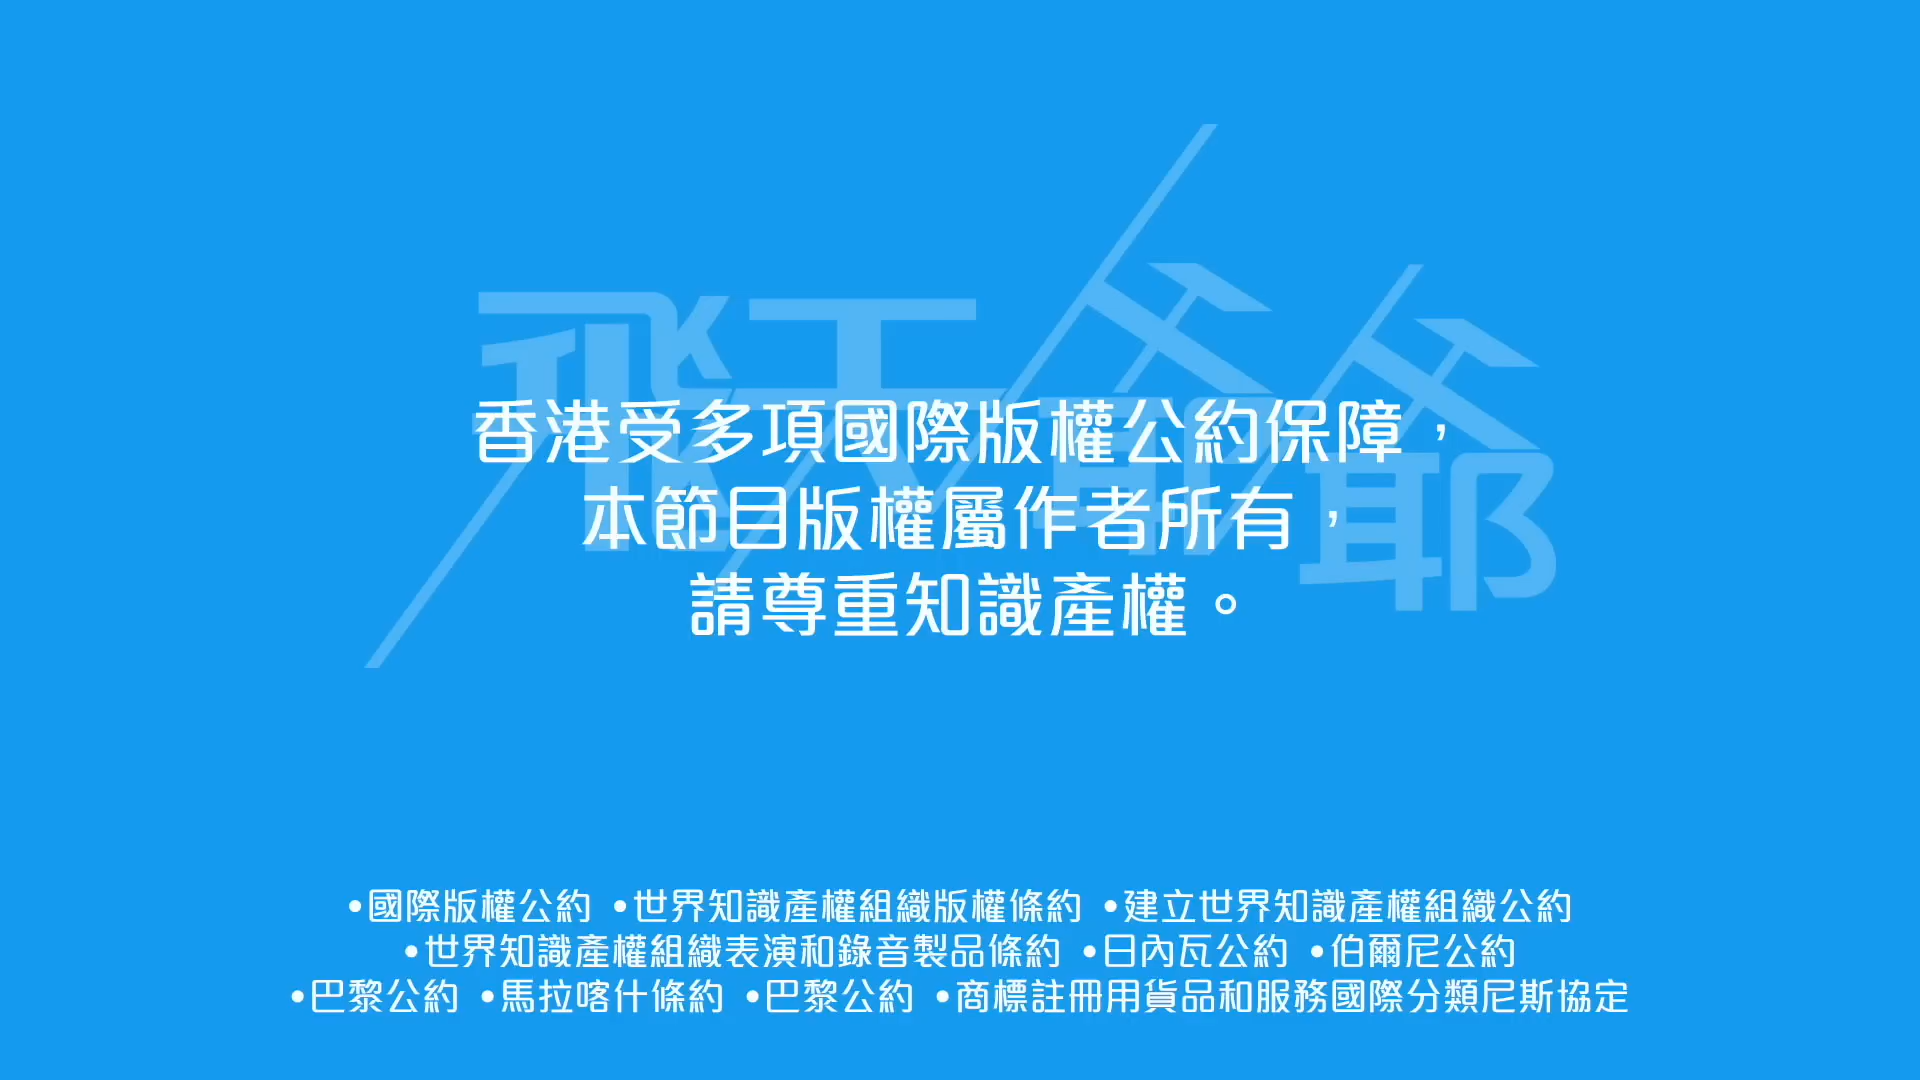 飛天爺爺
香港受多項國際版權公約保障，
本節目版權屬作者所有，
請尊重知識產權。
•國際版權公約 •世界知識產權組織版權條約 •建立世界知識產權組織公約
•世界知識產權組織表演和錄音製品條約 •日內瓦公約 •伯爾尼公約
•巴黎公約 •馬拉喀什條約 •巴黎公約 •商標註冊用貨品和服務國際分類尼斯協定